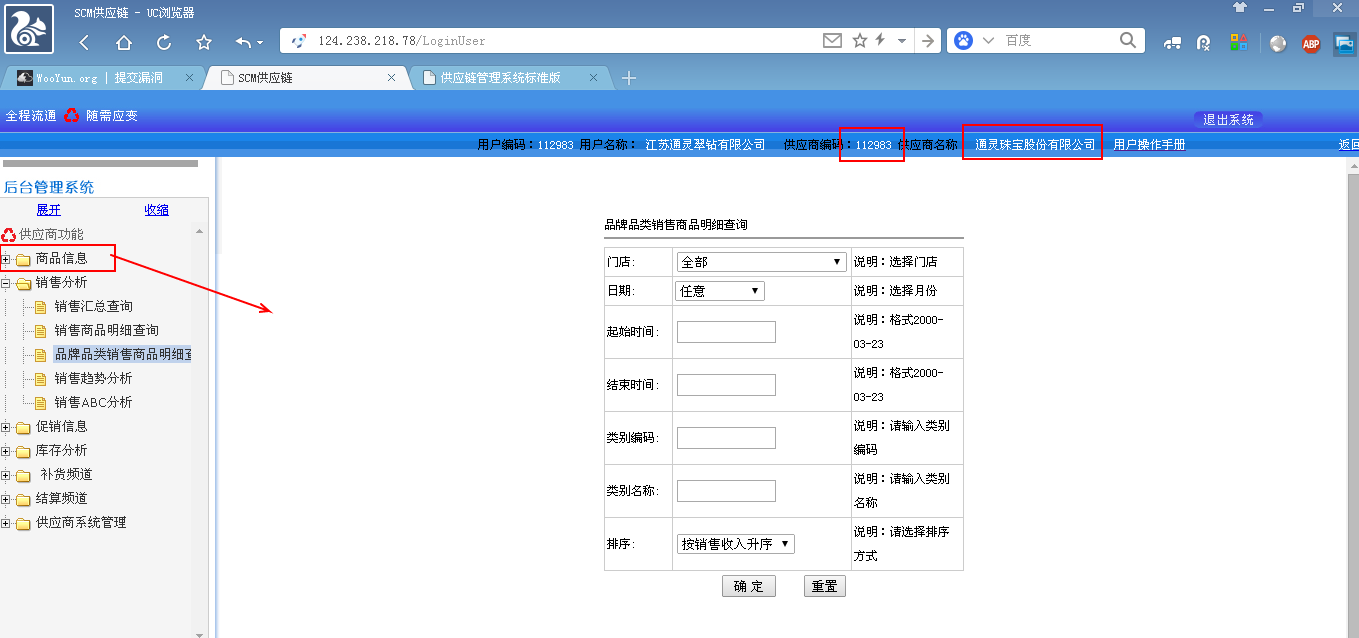 SCM供应链 - UC浏览器
124.238.218.78/LoginUser
百度
ABP
WooYun.org | 提交漏洞
SCM供应链
供应链管理系统标准版
全程流通 随需应变
退出系统
用户编码：112983 用户名称： 江苏通灵翠钻有限公司 供应商编码：112983 供应商名称 通灵珠宝股份有限公司 用户操作手册 返回
后台管理系统
展开 收缩
供应商功能
商品信息
销售分析
销售汇总查询
销售商品明细查询
品牌品类销售商品明细查
销售趋势分析
销售ABC分析
促销信息
库存分析
补货频道
结算频道
供应商系统管理
品牌品类销售商品明细查询
门店: 全部 说明：选择门店
日期: 任意 说明：选择月份
起始时间: 说明：格式2000-
03-23
结束时间: 说明：格式2000-
03-23
类别编码: 说明：请输入类别
编码
类别名称: 说明：请输入类别
名称
排序: 按销售收入升序 说明：请选择排序
方式
确 定 重置